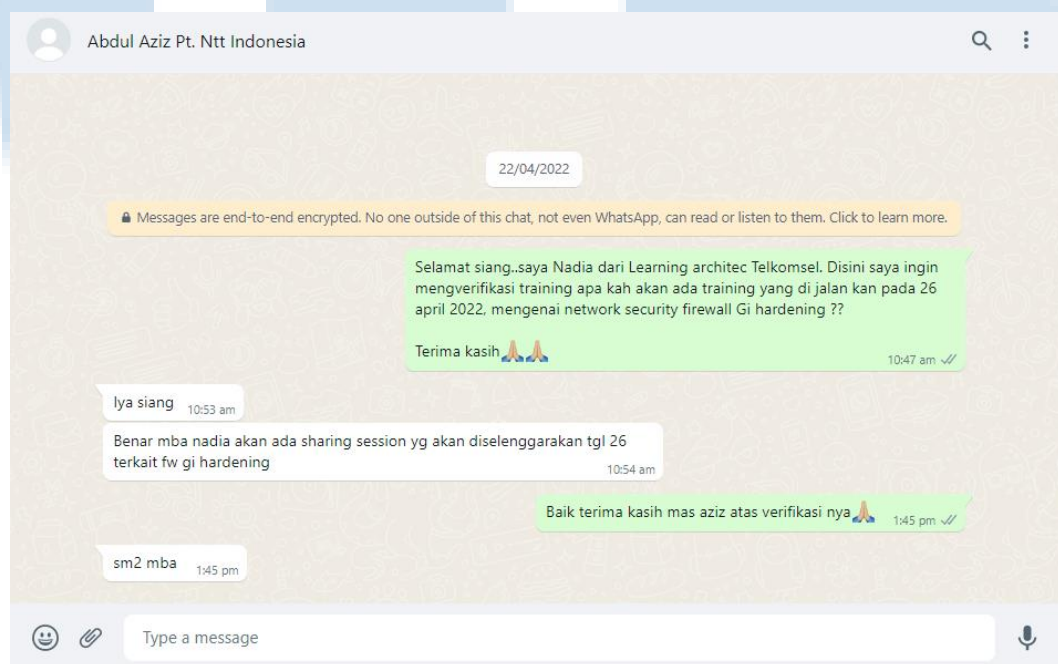 Abdul Aziz Pt. Ntt Indonesia
22/04/2022
Messages are end-to-end encrypted. No one outside of this chat, not even WhatsApp, can read or listen to them. Click to learn more.
Selamat siang..saya Nadia dari Learning architec Telkomsel. Disini saya ingin
mengverifikasi training apa kah akan ada training yang di jalan kan pada 26
april 2022, mengenai network security firewall Gi hardening ??
Terima kasih🙏🏼🙏🏼
10:47 am
Iya siang 10:53 am
Benar mba nadia akan ada sharing session yg akan diselenggarakan tgl 26
terkait fw gi hardening
10:54 am
Baik terima kasih mas aziz atas verifikasi nya🙏🏼 1:45 pm
sm2 mba 1:45 pm
Type a message